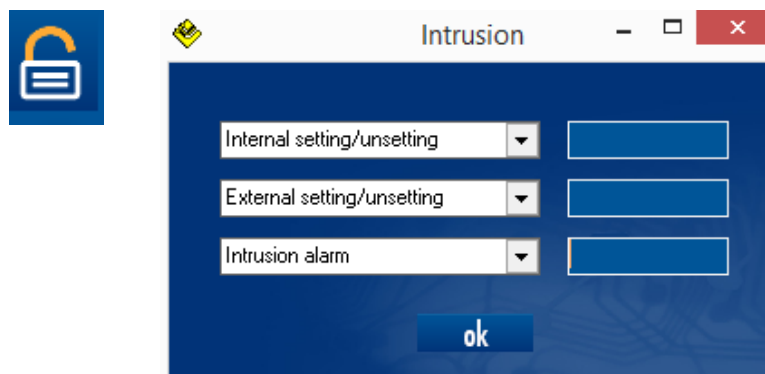 Intrusion
Internal setting/unsetting
External setting/unsetting
Intrusion alarm
ok